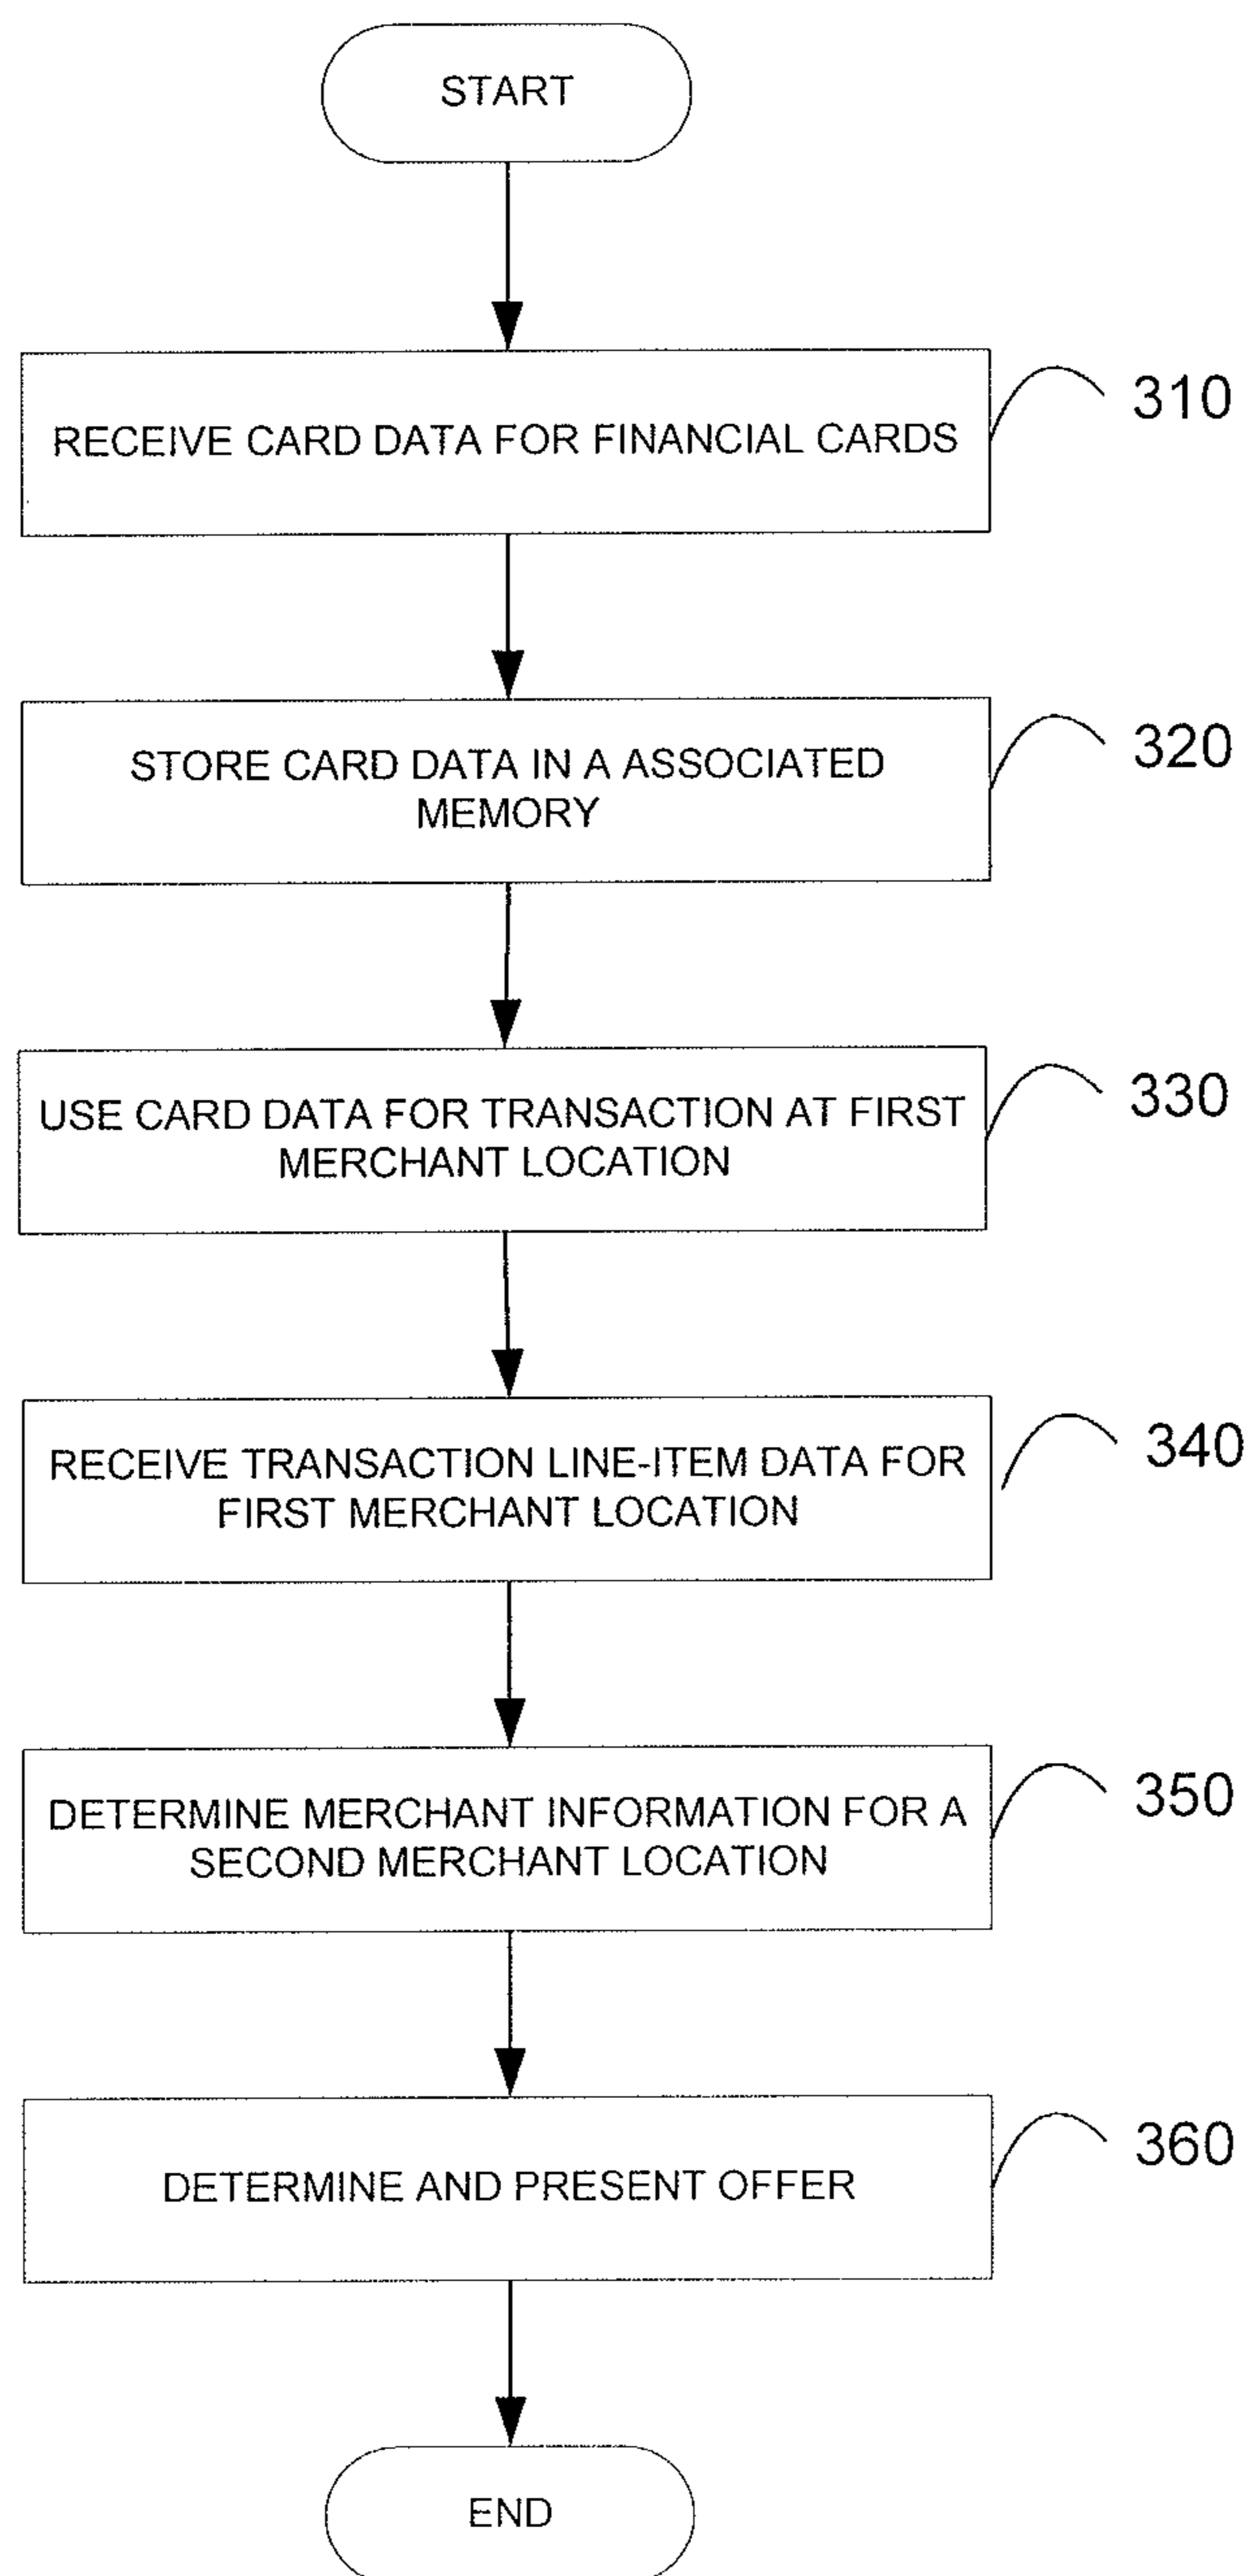 START
RECEIVE CARD DATA FOR FINANCIAL CARDS
310
STORE CARD DATA IN A ASSOCIATED
MEMORY
320
USE CARD DATA FOR TRANSACTION AT FIRST
MERCHANT LOCATION
330
RECEIVE TRANSACTION LINE-ITEM DATA FOR
FIRST MERCHANT LOCATION
340
DETERMINE MERCHANT INFORMATION FOR A
SECOND MERCHANT LOCATION
350
DETERMINE AND PRESENT OFFER
360
END